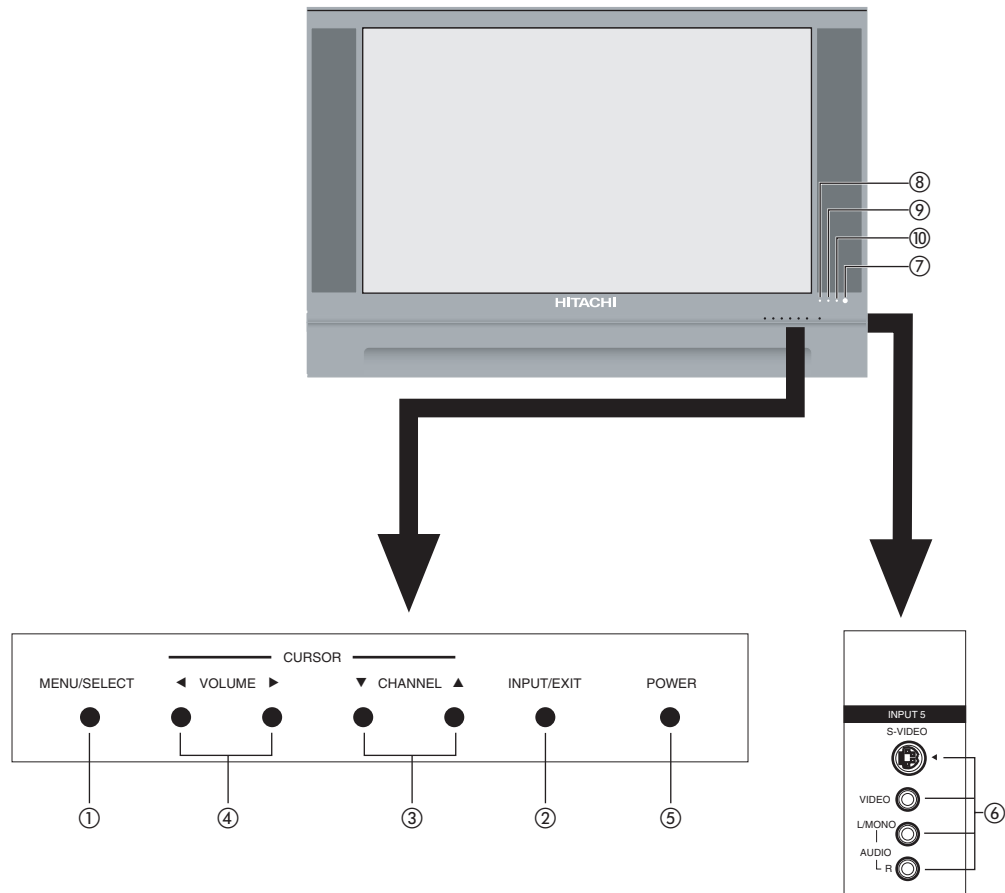 ⑧
⑨
⑩
⑦
HITACHI
CURSOR
MENU/SELECT ◄ VOLUME ► ▼ CHANNEL ▲ INPUT/EXIT POWER
① ④ ③ ② ⑤
INPUT 5
S-VIDEO
VIDEO
⑥
L/MONO
AUDIO
R